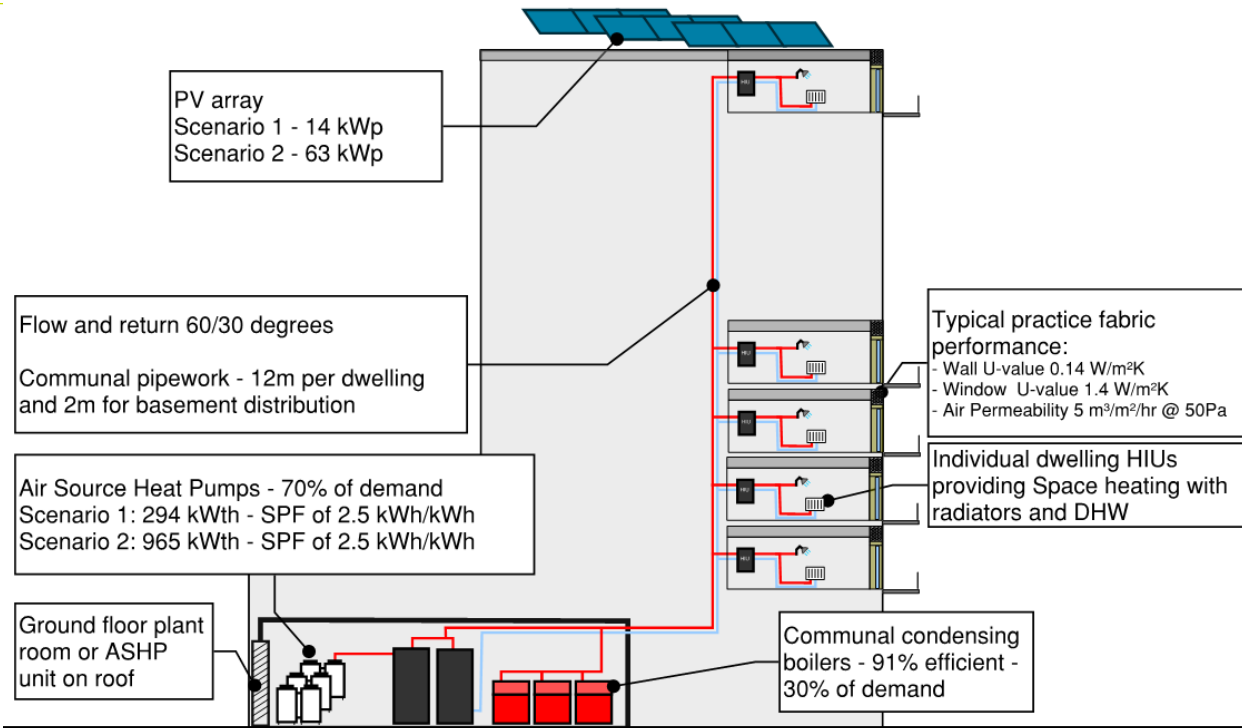 PV array
Scenario 1 - 14 kWp
Scenario 2 - 63 kWp
HIU
Flow and return 60/30 degrees
Communal pipework - 12m per dwelling
and 2m for basement distribution
HIU
Typical practice fabric
performance:
- Wall U-value 0.14 W/m²K
- Window U-value 1.4 W/m²K
- Air Permeability 5 m³/m²/hr @ 50Pa
HIU
Air Source Heat Pumps - 70% of demand
Scenario 1: 294 kWth - SPF of 2.5 kWh/kWh
Scenario 2: 965 kWth - SPF of 2.5 kWh/kWh
HIU
Individual dwelling HIUs
providing Space heating with
radiators and DHW
HIU
Ground floor plant
room or ASHP
unit on roof
Communal condensing
boilers - 91% efficient -
30% of demand